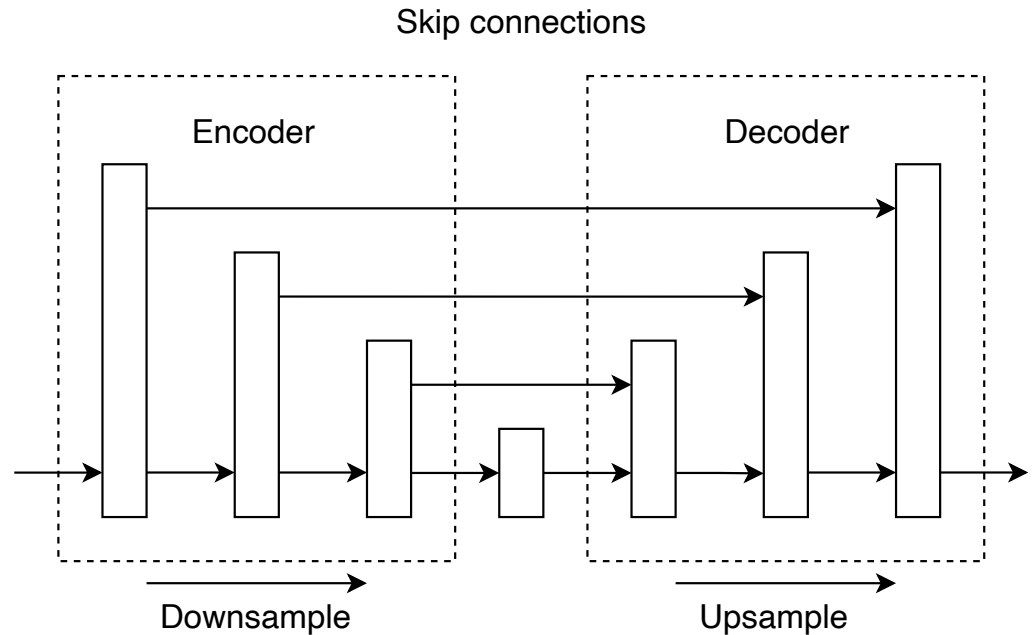 Skip connections
Encoder
Decoder
Downsample
Upsample